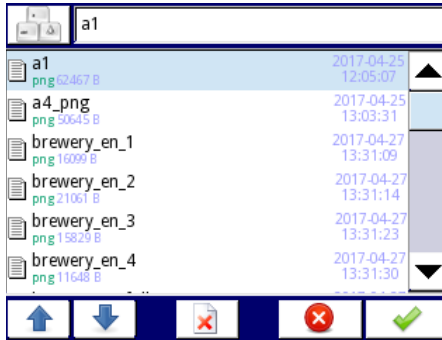 a1
a1 2017-04-25
png 62467 B 12:05:07
a4_png 2017-04-25
png 50645 B 13:03:31
brewery_en_1 2017-04-27
png 16099 B 13:31:09
brewery_en_2 2017-04-27
png 21061 B 13:31:14
brewery_en_3 2017-04-27
png 15829 B 13:31:23
brewery_en_4 2017-04-27
png 11648 B 13:31:30